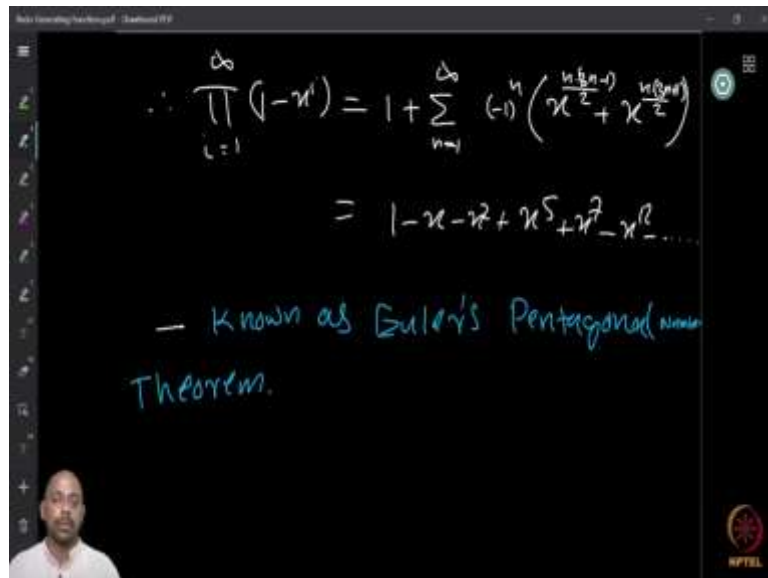 ∴ ∏_{i=1}^{∞} (1-x^i) = 1 + ∑_{n=1}^{∞} (-1)^n (x^{n(3n-1)/2} + x^{n(3n+1)/2})
= 1 - x - x^2 + x^5 + x^7 - x^12 - ....
— Known as Euler's Pentagonal Number
Theorem.
NPTEL